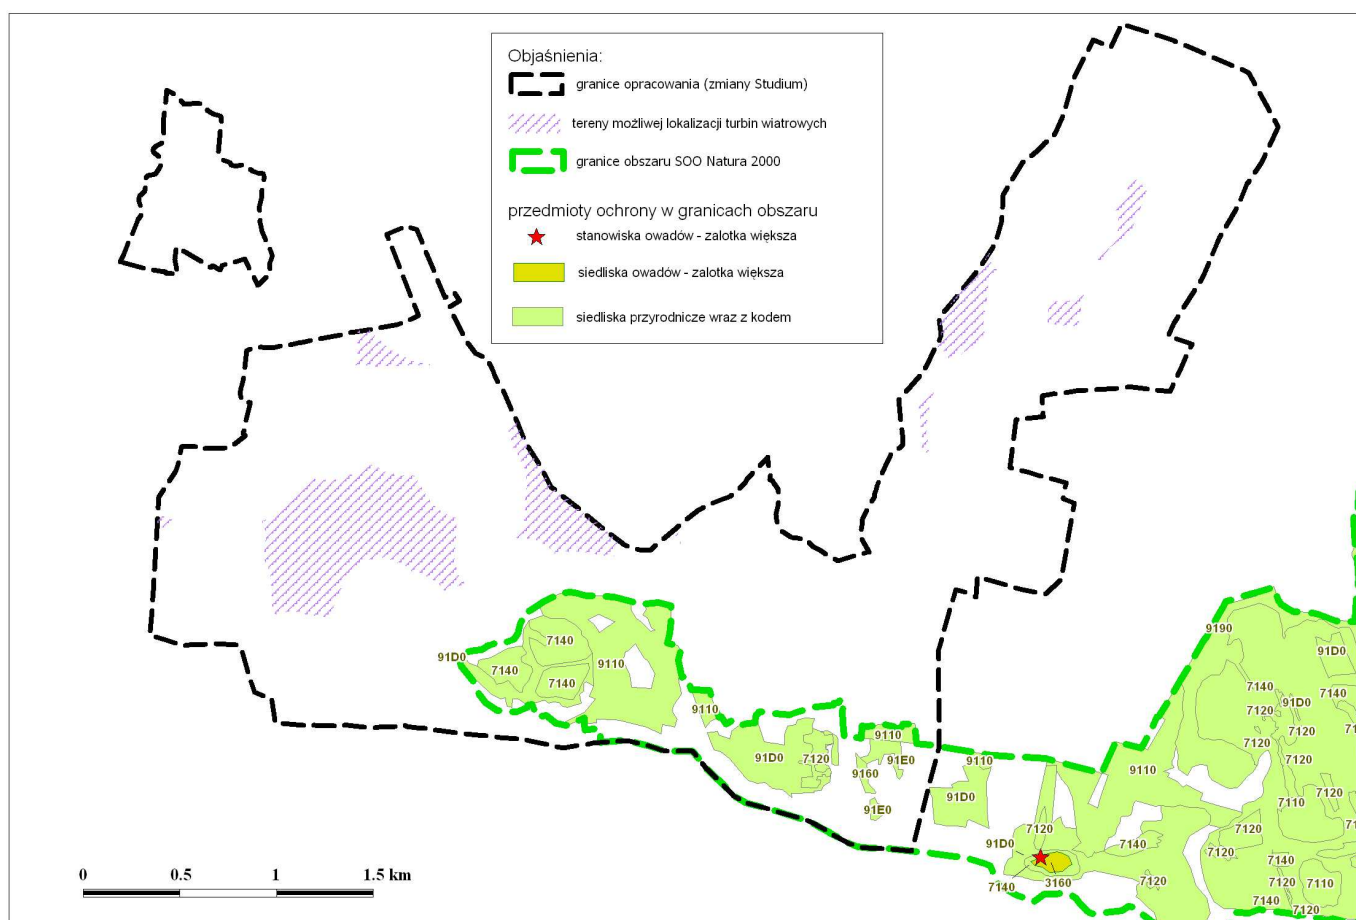 Objaśnienia:
granice opracowania (zmiany Studium)
tereny możliwej lokalizacji turbin wiatrowych
granice obszaru SOO Natura 2000
przedmioty ochrony w granicach obszaru
stanowiska owadów - zalotka większa
siedliska owadów - zalotka większa
siedliska przyrodnicze wraz z kodem
9190
7140
91D0
91D0
7140
9110
7140
7140
7140
91D0
9110
7120
7120
7120
9110
91D0
7120
9110
91E0
9110
9110
7120
9160
91D0
7110
7120
91E0
7120
7120
91D0
7140
7120
7140
7140
3160
7120
7120
7110
7140
7120
0 0.5 1 1.5 km